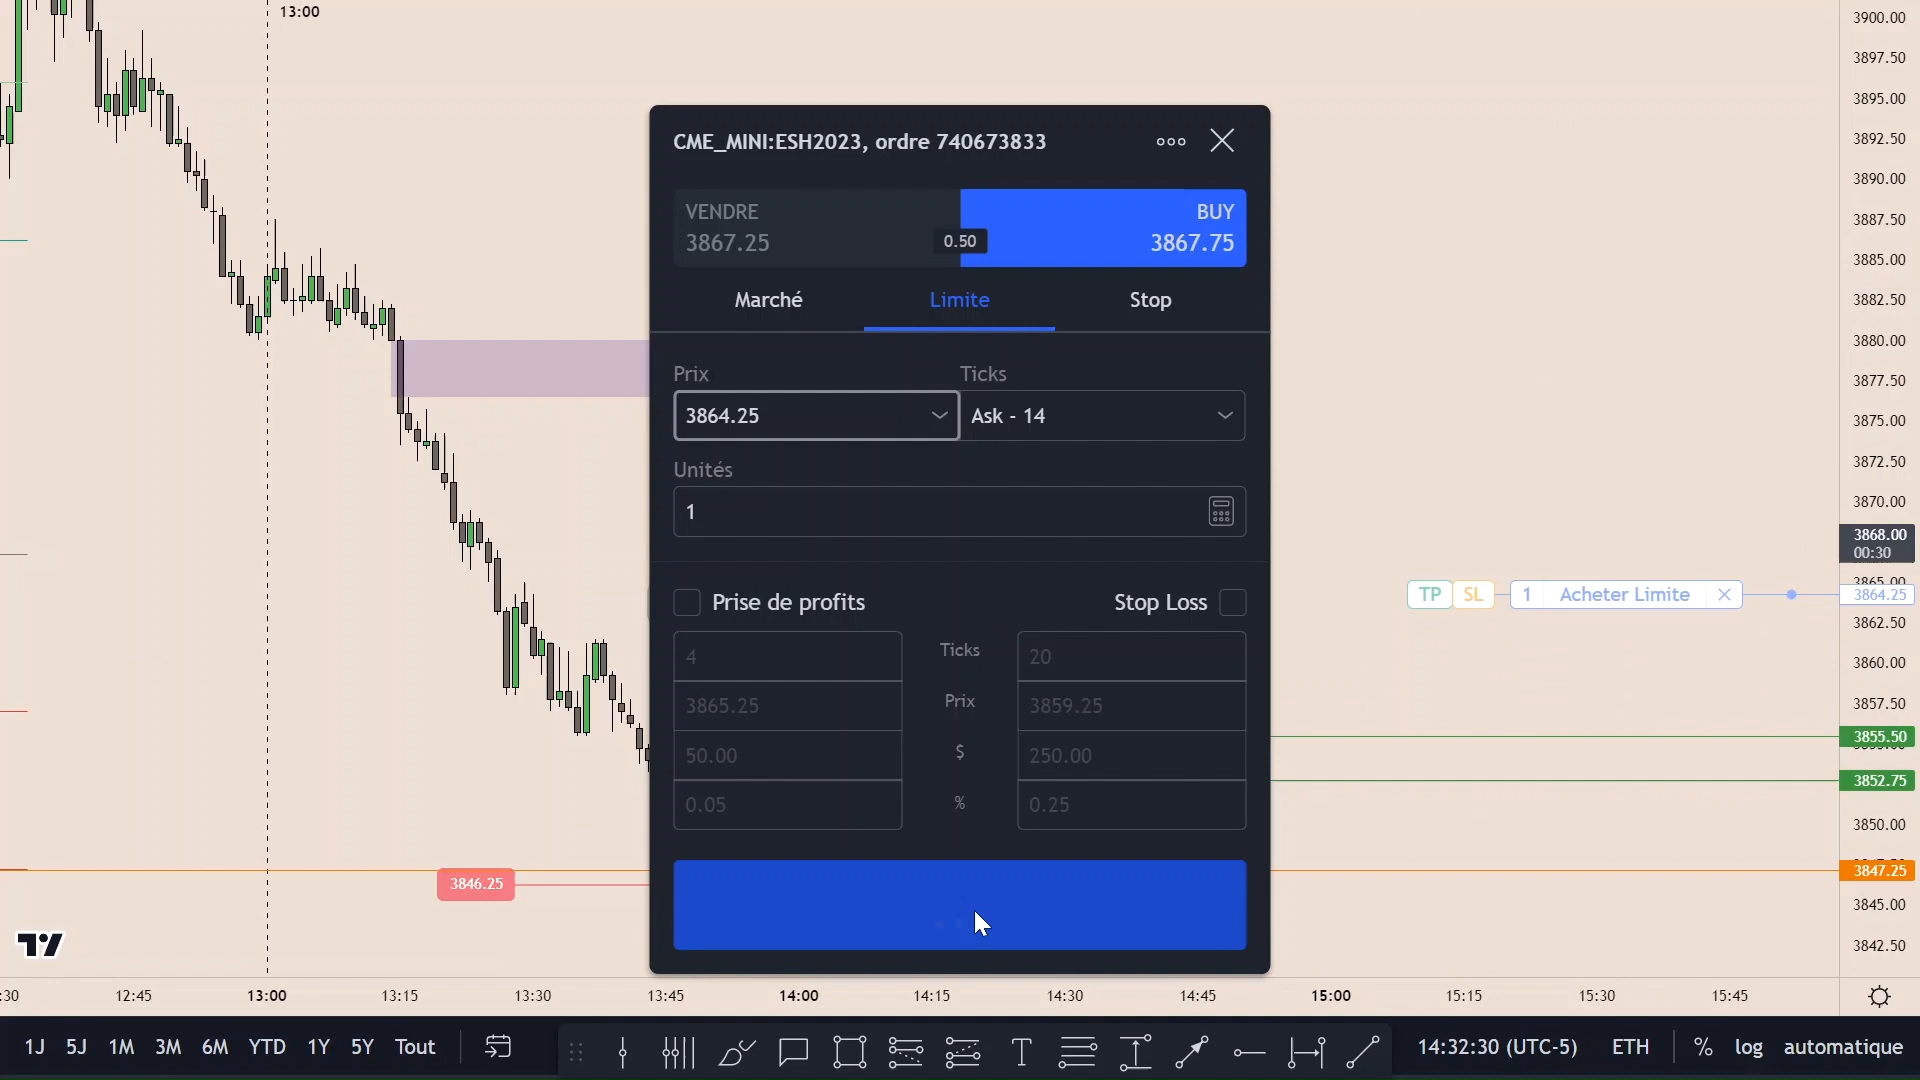 13:00
3900.00
3897.50
3895.00
3892.50
3890.00
3887.50
3885.00
3882.50
3880.00
3877.50
3875.00
3872.50
3870.00
3868.00
00:30
3865.00
3864.25
3862.50
3860.00
3857.50
3855.50
3852.75
3850.00
3847.25
3845.00
3842.50
CME_MINI:ESH2023, ordre 740673833
VENDRE
3867.25
0.50
BUY
3867.75
Marché Limite Stop
Prix Ticks
3864.25 Ask - 14
Unités
1
Prise de profits Stop Loss
4 Ticks 20
3865.25 Prix 3859.25
50.00 $ 250.00
0.05 % 0.25
TP SL 1 Acheter Limite
3846.25
:30 12:45 13:00 13:15 13:30 13:45 14:00 14:15 14:30 14:45 15:00 15:15 15:30 15:45
1J 5J 1M 3M 6M YTD 1Y 5Y Tout 14:32:30 (UTC-5) ETH % log automatique